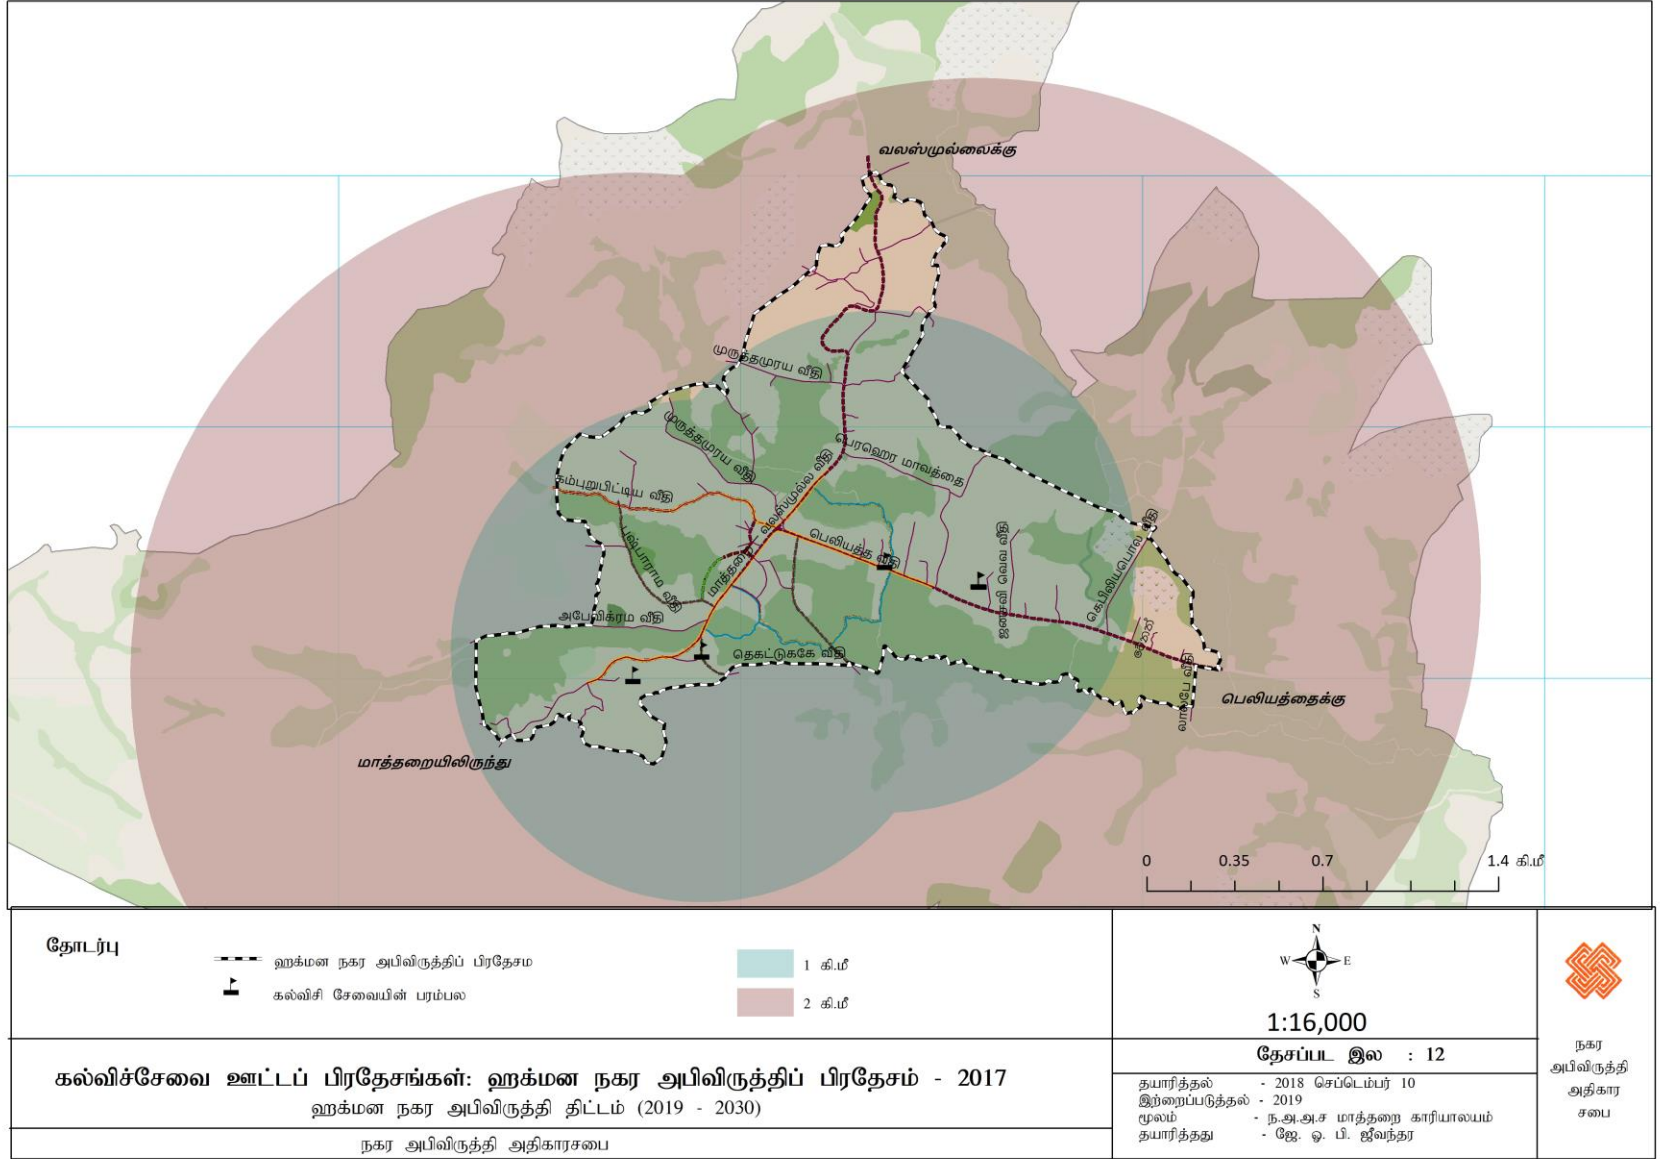 வலஸ்முல்லைக்கு
முருத்தமுரய வீதி
முருத்தமுரய வீதி
பெரஹெர மாவத்தை
கம்புறுபிட்டிய வீதி
வலஸ்முல்ல வீதி
பெலியத்த வீதி
புஷ்பாராம வீதி
மாத்தறை
ஜனசவி வெவ வீதி
கெபிலியபொல வீதி
அபேவிக்ரம வீதி
தெகட்டுககே வீதி
லால்பே வீதி
பெலியத்தைக்கு
மாத்தறையிலிருந்து
0 0.35 0.7 1.4 கி.மீ
தோடர்பு
ஹக்மன நகர அபிவிருத்திப் பிரதேசம
கல்விசி சேவையின் பரம்பல
1 கி.மீ
2 கி.மீ
N
W E
S
1:16,000
தேசப்பட இல : 12
கல்விச்சேவை ஊட்டப் பிரதேசங்கள்: ஹக்மன நகர அபிவிருத்திப் பிரதேசம் - 2017
ஹக்மன நகர அபிவிருத்தி திட்டம் (2019 - 2030)
நகர அபிவிருத்தி அதிகாரசபை
தயாரித்தல் - 2018 செப்டெம்பர் 10
இற்றைப்படுத்தல் - 2019
மூலம் - ந.அ.அ.ச மாத்தறை காரியாலயம்
தயாரித்தது - ஜே. ஓ. பி. ஜீவந்தர
நகர
அபிவிருத்தி
அதிகார
சபை